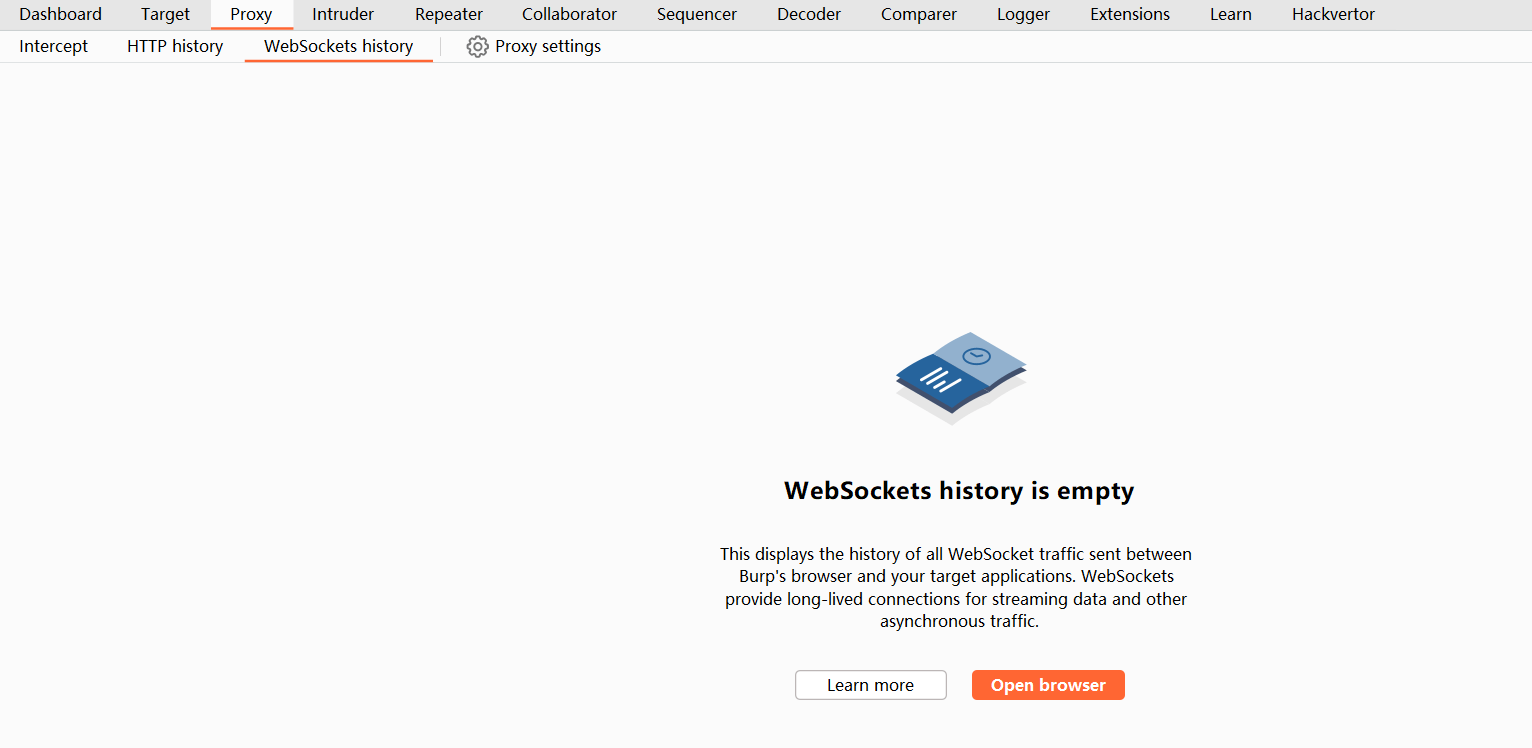 Dashboard Target Proxy Intruder Repeater Collaborator Sequencer Decoder Comparer Logger Extensions Learn Hackvertor
Intercept HTTP history WebSockets history Proxy settings
WebSockets history is empty
This displays the history of all WebSocket traffic sent between
Burp's browser and your target applications. WebSockets
provide long-lived connections for streaming data and other
asynchronous traffic.
Learn more Open browser